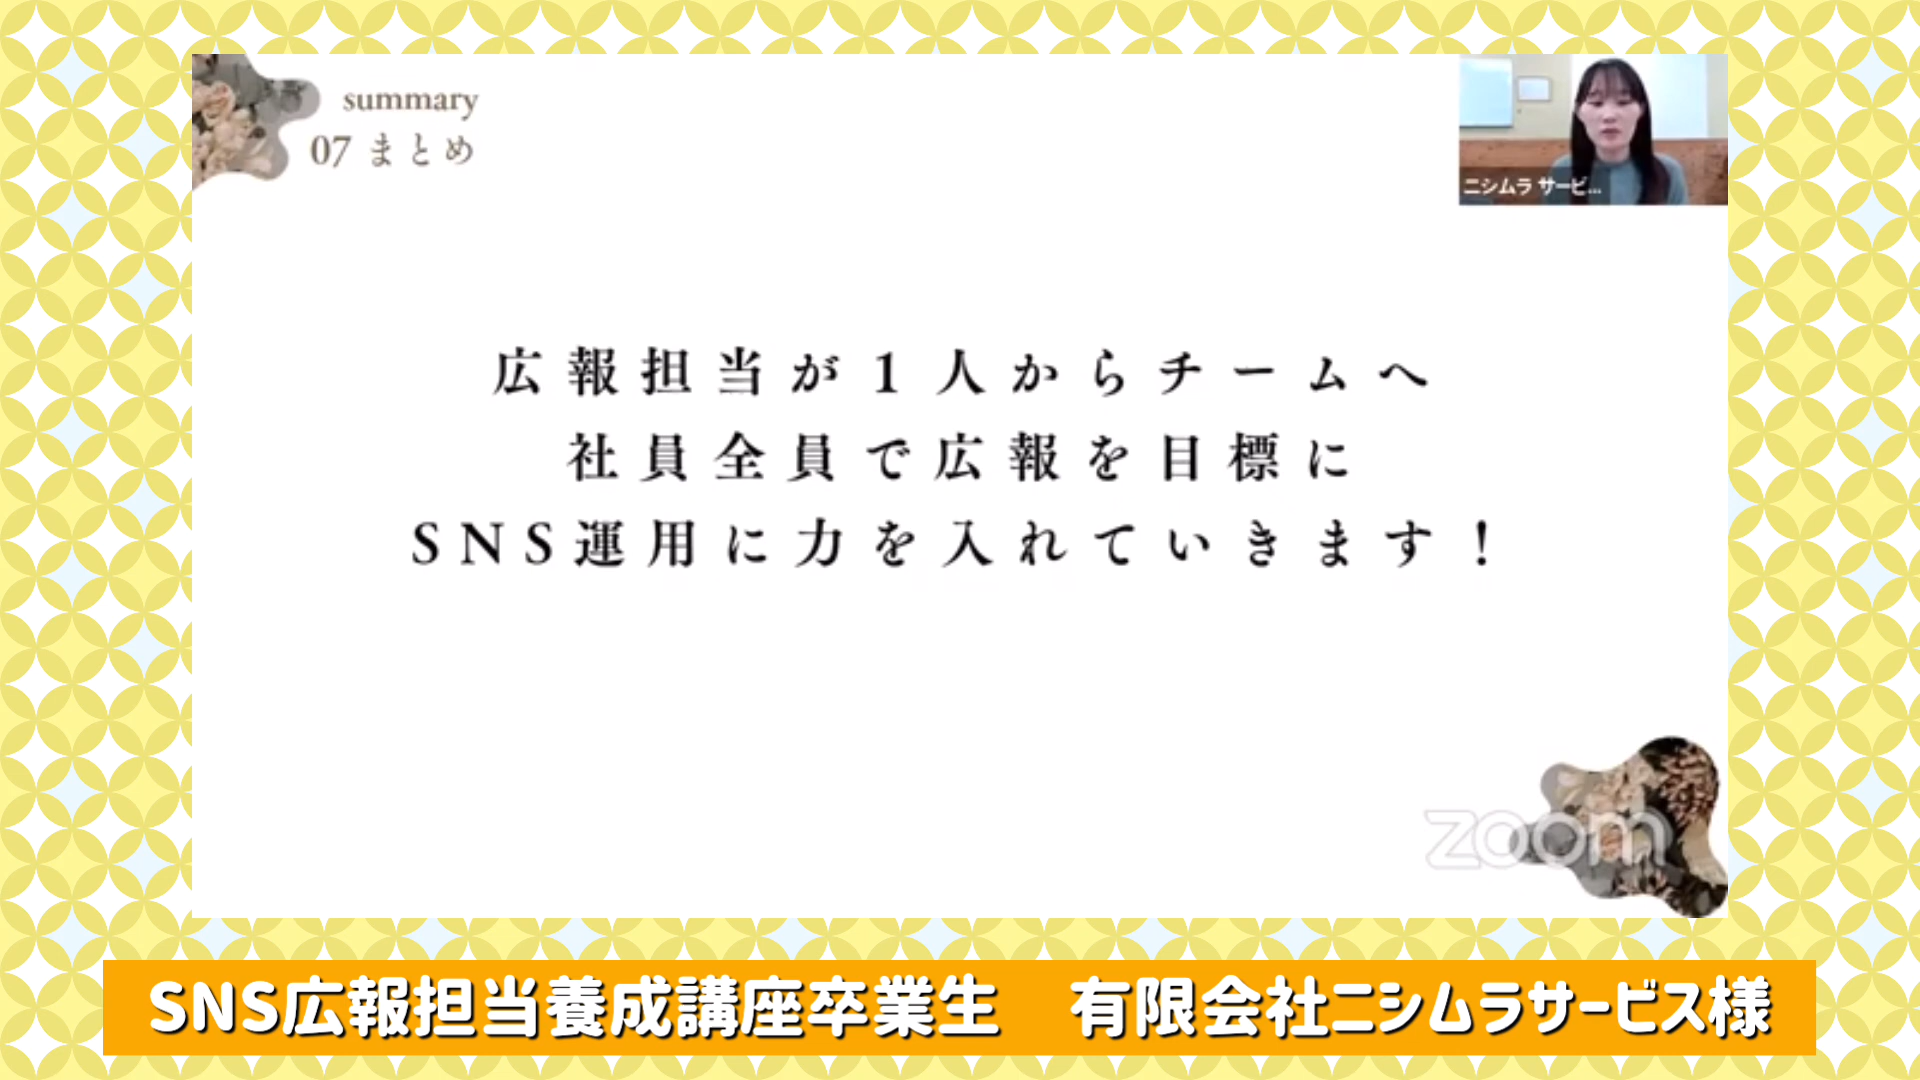 summary
07 まとめ
ニシムラ サービ...
広報担当が1人からチームへ
社員全員で広報を目標に
SNS運用に力を入れていきます！
zoom
SNS広報担当養成講座卒業生　有限会社ニシムラサービス様